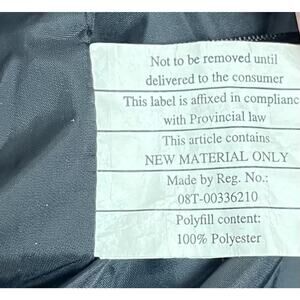 Not to be removed until
delivered to the consumer
This label is affixed in complianc
with Provincial law
This article contains
NEW MATERIAL ONLY
Made by Reg. No.:
08T-00336210
Polyfill content:
100% Polyester